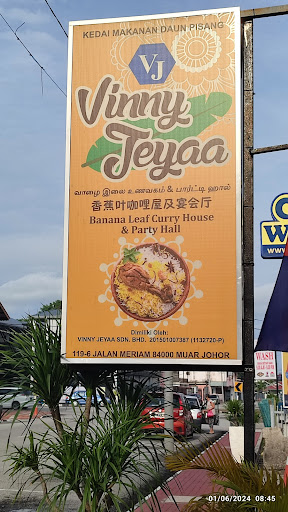 KEDAI MAKANAN DAUN PISANG
VJ
Vinny
Jeyaa
வாழை இலை உணவகம் & பார்ட்டி ஹால்
香蕉叶咖哩屋及宴会厅
Banana Leaf Curry House
& Party Hall
Dimiliki Oleh:
VINNY JEYAA SDN. BHD. 201501007387 (1132720-P)
119-6 JALAN MERIAM 84000 MUAR JOHOR
WASH
01/06/2024 08:45